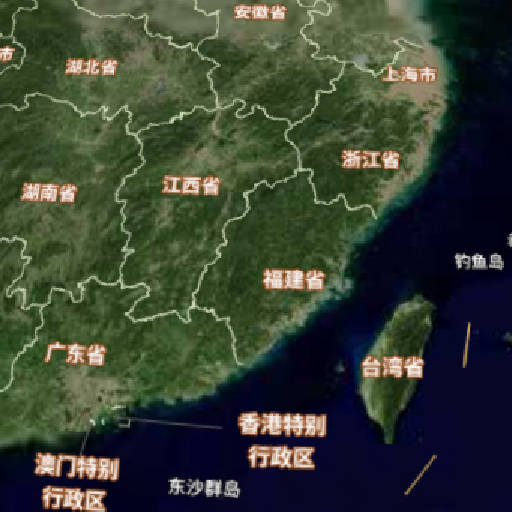 安徽省
市
湖北省
上海市
浙江省
湖南省
江西省
钓鱼岛
福建省
广东省
台湾省
香港特别
行政区
澳门特别
行政区
东沙群岛